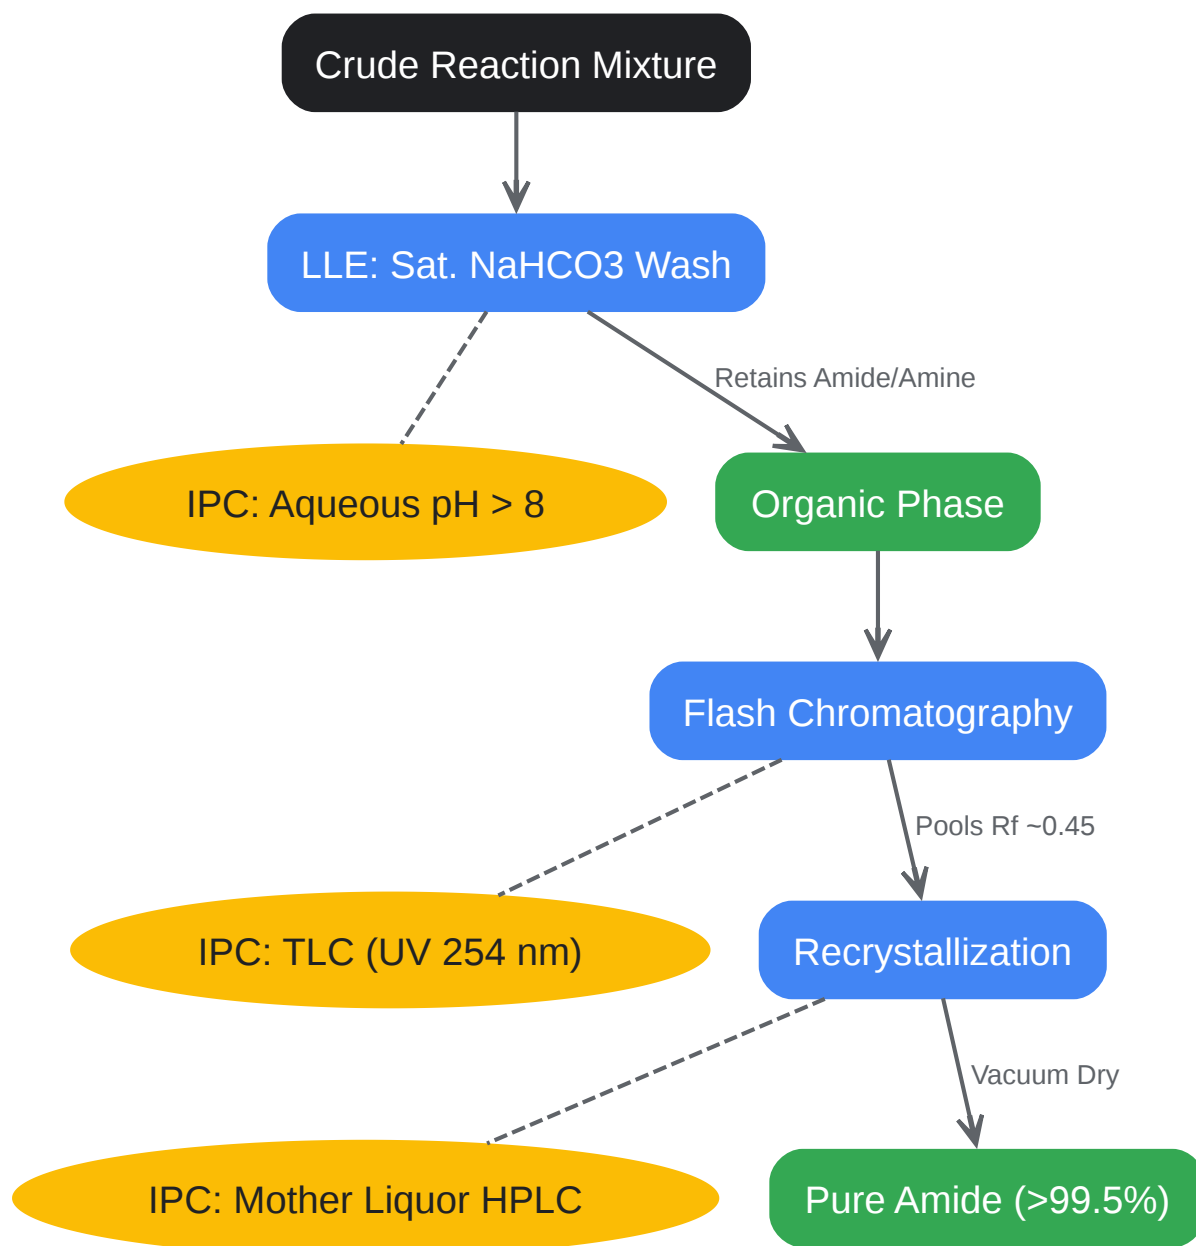 Crude Reaction Mixture
LLE: Sat. NaHCO3 Wash
Retains Amide/Amine
IPC: Aqueous pH > 8
Organic Phase
Flash Chromatography
Pools Rf ~0.45
IPC: TLC (UV 254 nm)
Recrystallization
Vacuum Dry
IPC: Mother Liquor HPLC
Pure Amide (>99.5%)